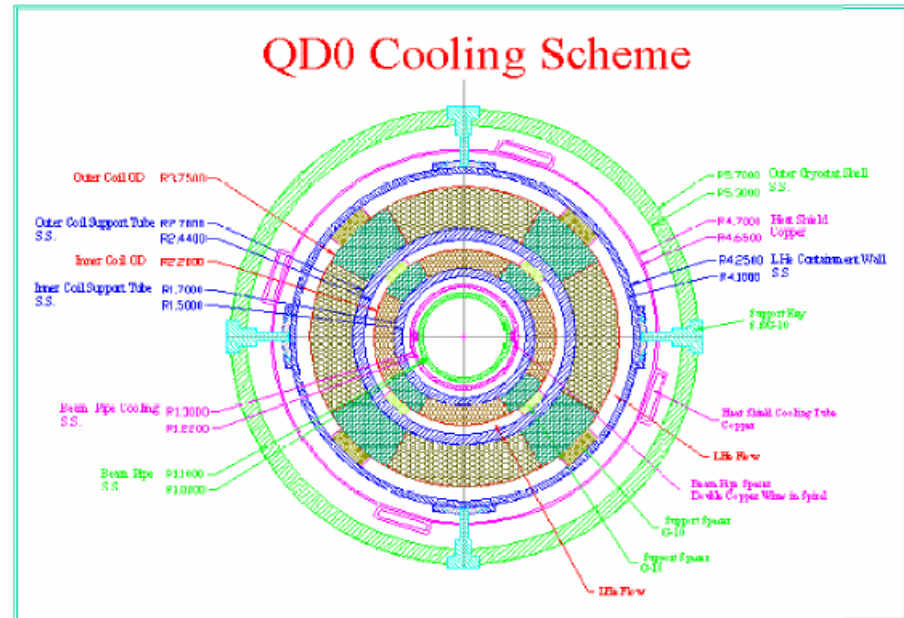 QD0 Cooling Scheme
Outer Coil OD R3.7500
Outer Coil Support Tube R2.7000
S.S. R2.4400
Inner Coil OD R2.2000
Inner Coil Support Tube R1.7000
S.S. R1.5000
Beam Pipe Cooling R1.3000
S.S. R1.2200
Beam Pipe R1.1000
S.S. R1.0000
R5.7000 Outer Cryostat Shell
R5.3000 S.S.
R4.7000 Heat Shield
R4.6500 Copper
R4.2500 LHe Containment Wall
R4.1000 S.S
Support Key
G-10
Heat Shield Cooling Tube
Copper
LHe Flow
Beam Pipe Spacer
Double Copper Wire in Spiral
Support Spacer
G-10
Support Spacer
G-10
LHe Flow